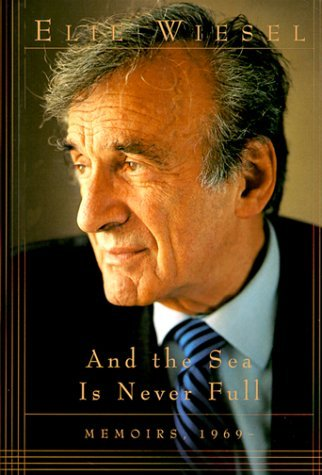 ELIE WIESEL
And the Sea
Is Never Full
MEMOIRS, 1969-